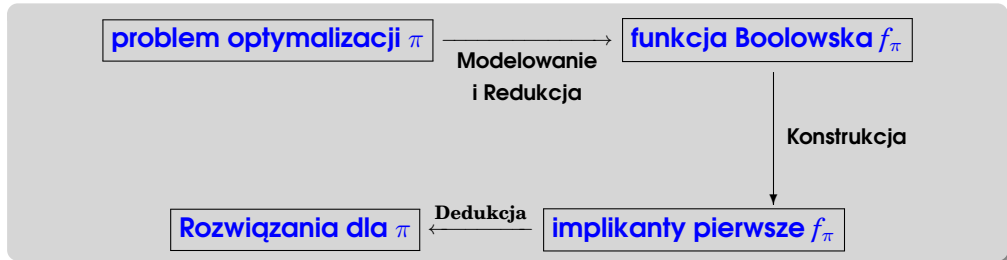 problem optymalizacji π
funkcja Boolowska f_π
Modelowanie
i Redukcja
Konstrukcja
Rozwiązania dla π
Dedukcja
implikanty pierwsze f_π